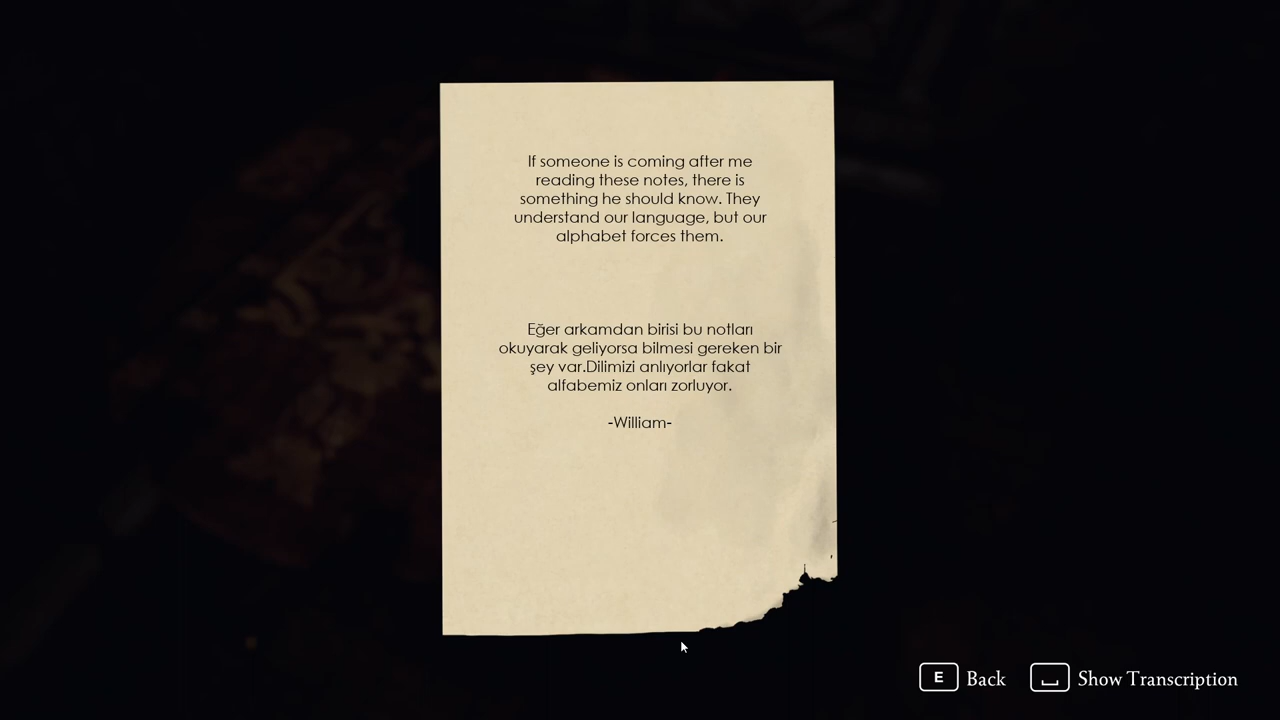 If someone is coming after me
reading these notes, there is
something he should know. They
understand our language, but our
alphabet forces them.
Eğer arkamdan birisi bu notları
okuyarak geliyorsa bilmesi gereken bir
şey var.Dilimizi anlıyorlar fakat
alfabemiz onları zorluyor.
-William-
E Back Show Transcription